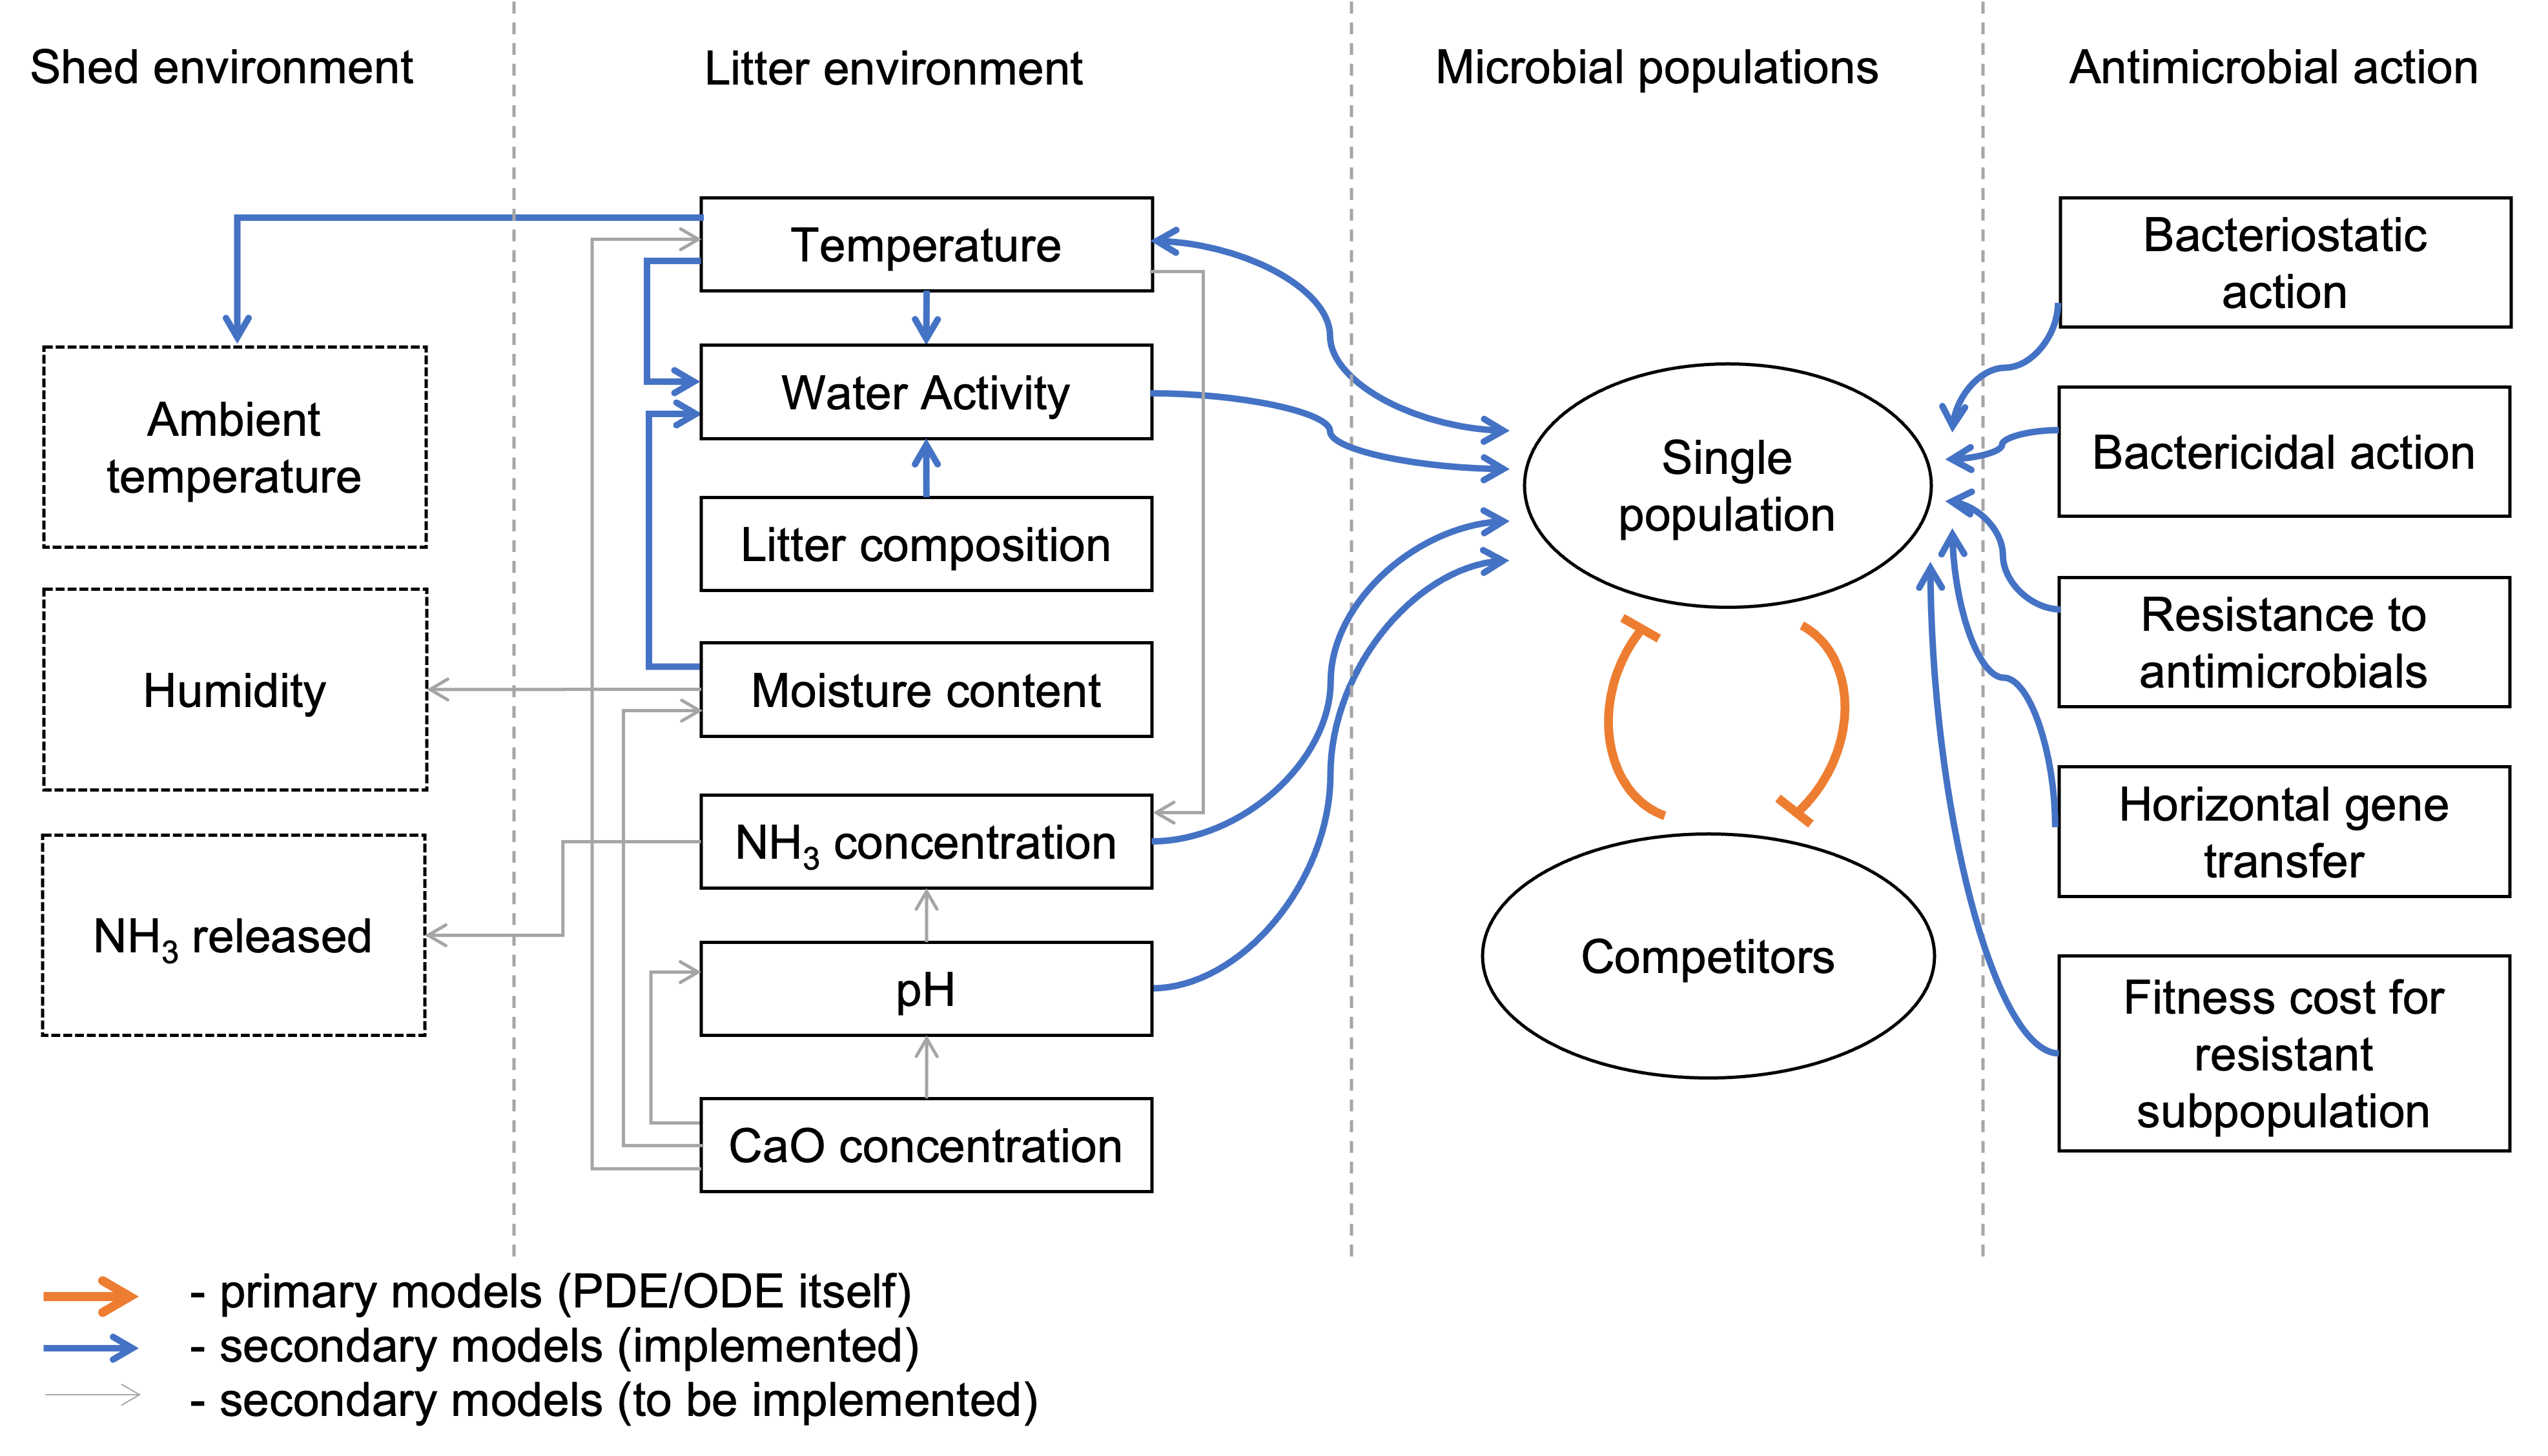 Shed environment
Litter environment
Microbial populations
Antimicrobial action
Ambient
temperature
Humidity
NH3 released
Temperature
Water Activity
Litter composition
Moisture content
NH3 concentration
pH
CaO concentration
Single
population
Competitors
Bacteriostatic
action
Bactericidal action
Resistance to
antimicrobials
Horizontal gene
transfer
Fitness cost for
resistant
subpopulation
- primary models (PDE/ODE itself)
- secondary models (implemented)
- secondary models (to be implemented)